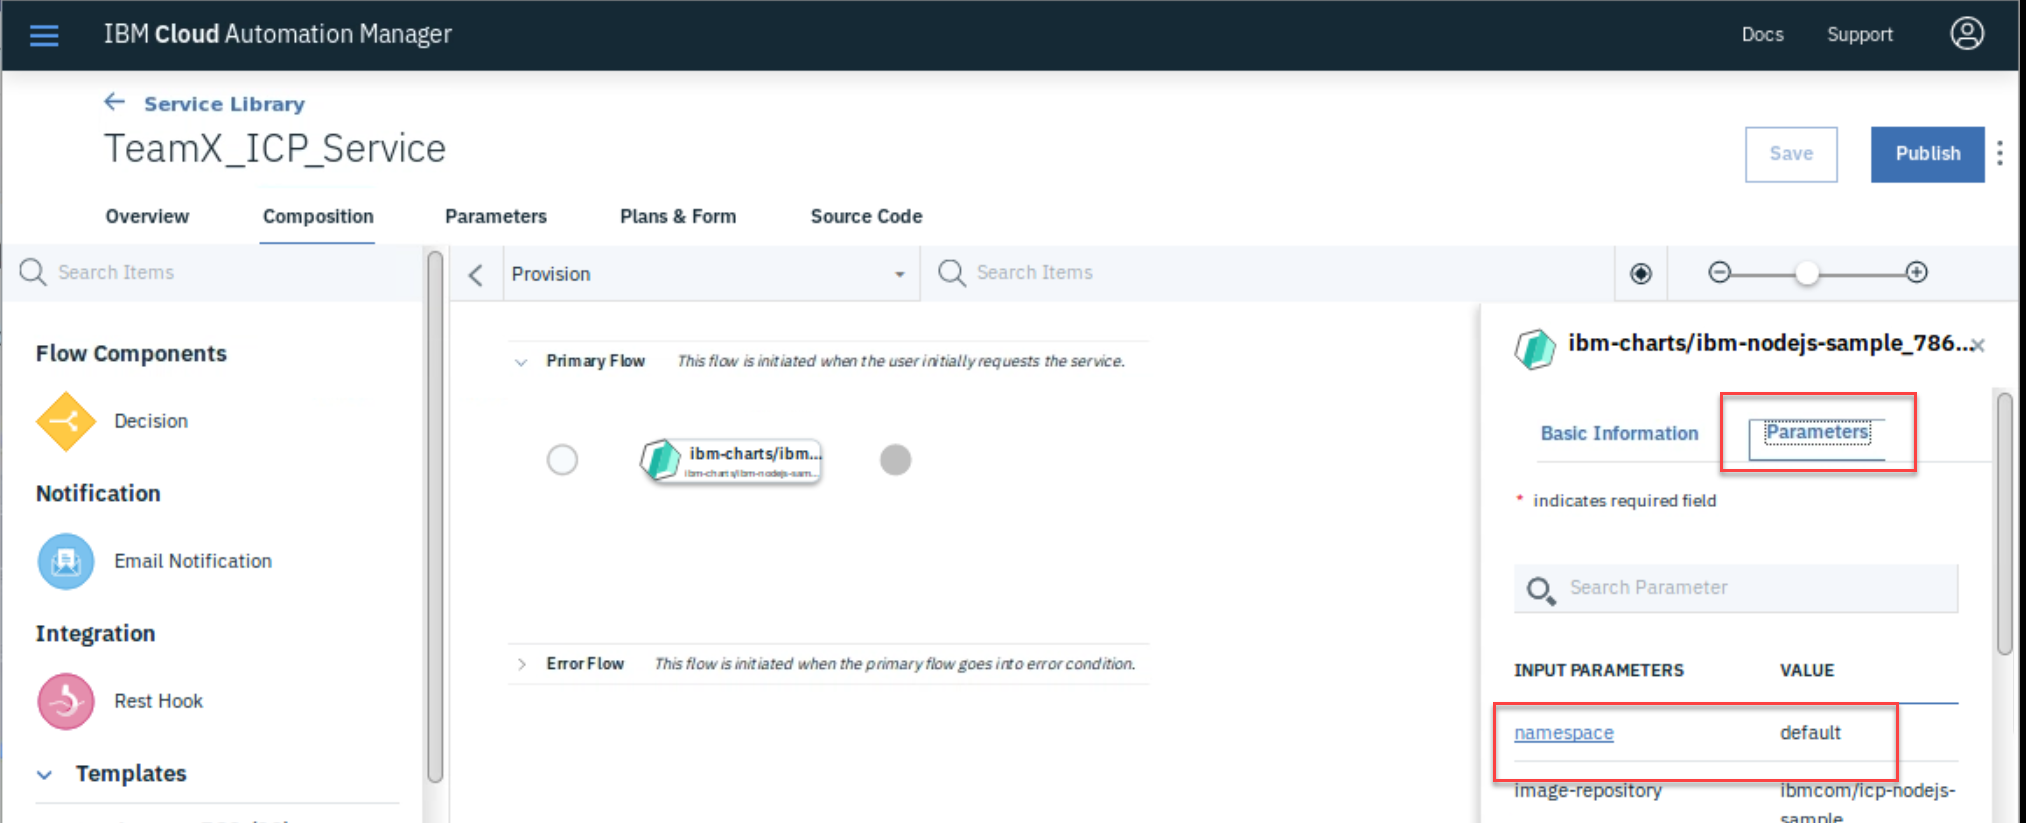 IBM Cloud Automation Manager
Docs
Support
Service Library
TeamX_ICP_Service
Save
Publish
Overview
Composition
Parameters
Plans & Form
Source Code
Search Items
Provision
Search Items
Flow Components
Decision
Notification
Email Notification
Integration
Rest Hook
Templates
Primary Flow This flow is initiated when the user initially requests the service.
ibm-charts/ibm...
ibm-charts/ibm-nodejs-sam...
Error Flow This flow is initiated when the primary flow goes into error condition.
ibm-charts/ibm-nodejs-sample_786...
Basic Information
Parameters
* indicates required field
Search Parameter
INPUT PARAMETERS VALUE
namespace default
image-repository ibmcom/icp-nodejs-
sample